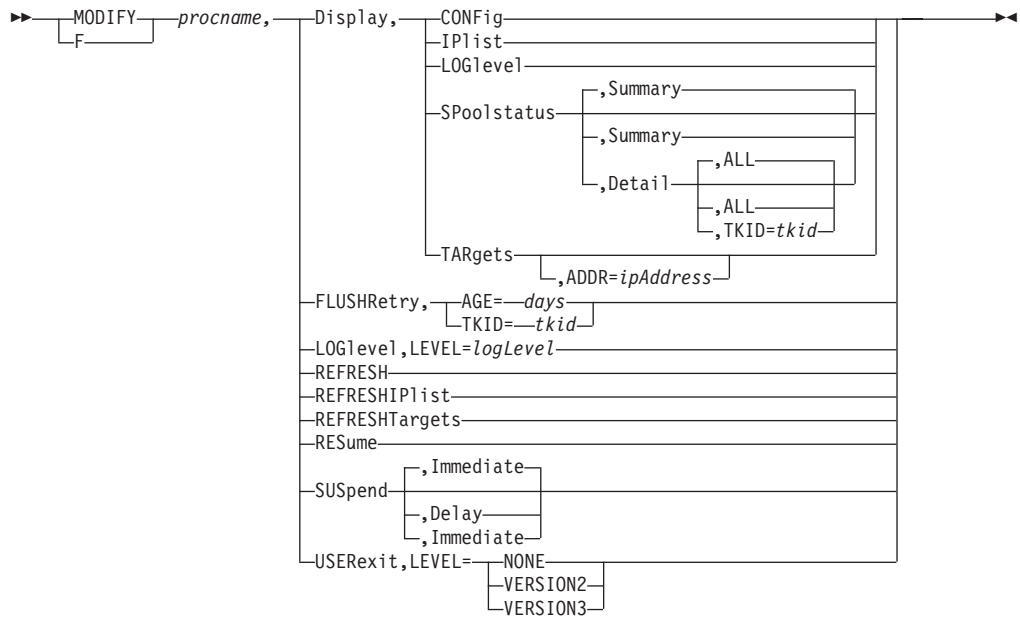 MODIFY procname, Display, CONFig
F IPlist
LOGlevel
,Summary
SPoolstatus
,Summary
,ALL
,Detail
,ALL
,TKID=tkid
TARgets
,ADDR=ipAddress
FLUSHRetry, AGE= days
TKID= tkid
LOGlevel,LEVEL=logLevel
REFRESH
REFRESHIPlist
REFRESHTargets
RESume
,Immediate
SUSpend
,Delay
,Immediate
USERexit,LEVEL= NONE
VERSION2
VERSION3